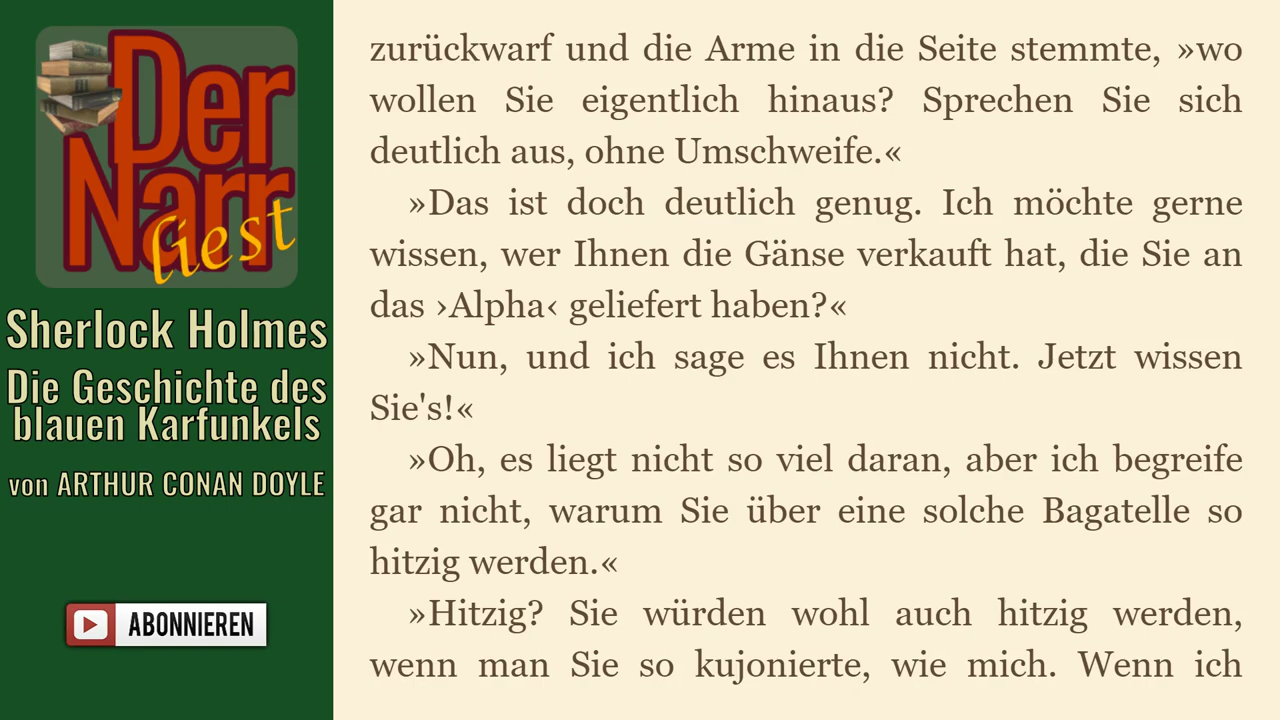 Der
Narr
liest
Sherlock Holmes
Die Geschichte des
blauen Karfunkels
von ARTHUR CONAN DOYLE
ABONNIEREN
zurückwarf und die Arme in die Seite stemmte, »wo
wollen Sie eigentlich hinaus? Sprechen Sie sich
deutlich aus, ohne Umschweife.«
»Das ist doch deutlich genug. Ich möchte gerne
wissen, wer Ihnen die Gänse verkauft hat, die Sie an
das ›Alpha‹ geliefert haben?«
»Nun, und ich sage es Ihnen nicht. Jetzt wissen
Sie's!«
»Oh, es liegt nicht so viel daran, aber ich begreife
gar nicht, warum Sie über eine solche Bagatelle so
hitzig werden.«
»Hitzig? Sie würden wohl auch hitzig werden,
wenn man Sie so kujonierte, wie mich. Wenn ich